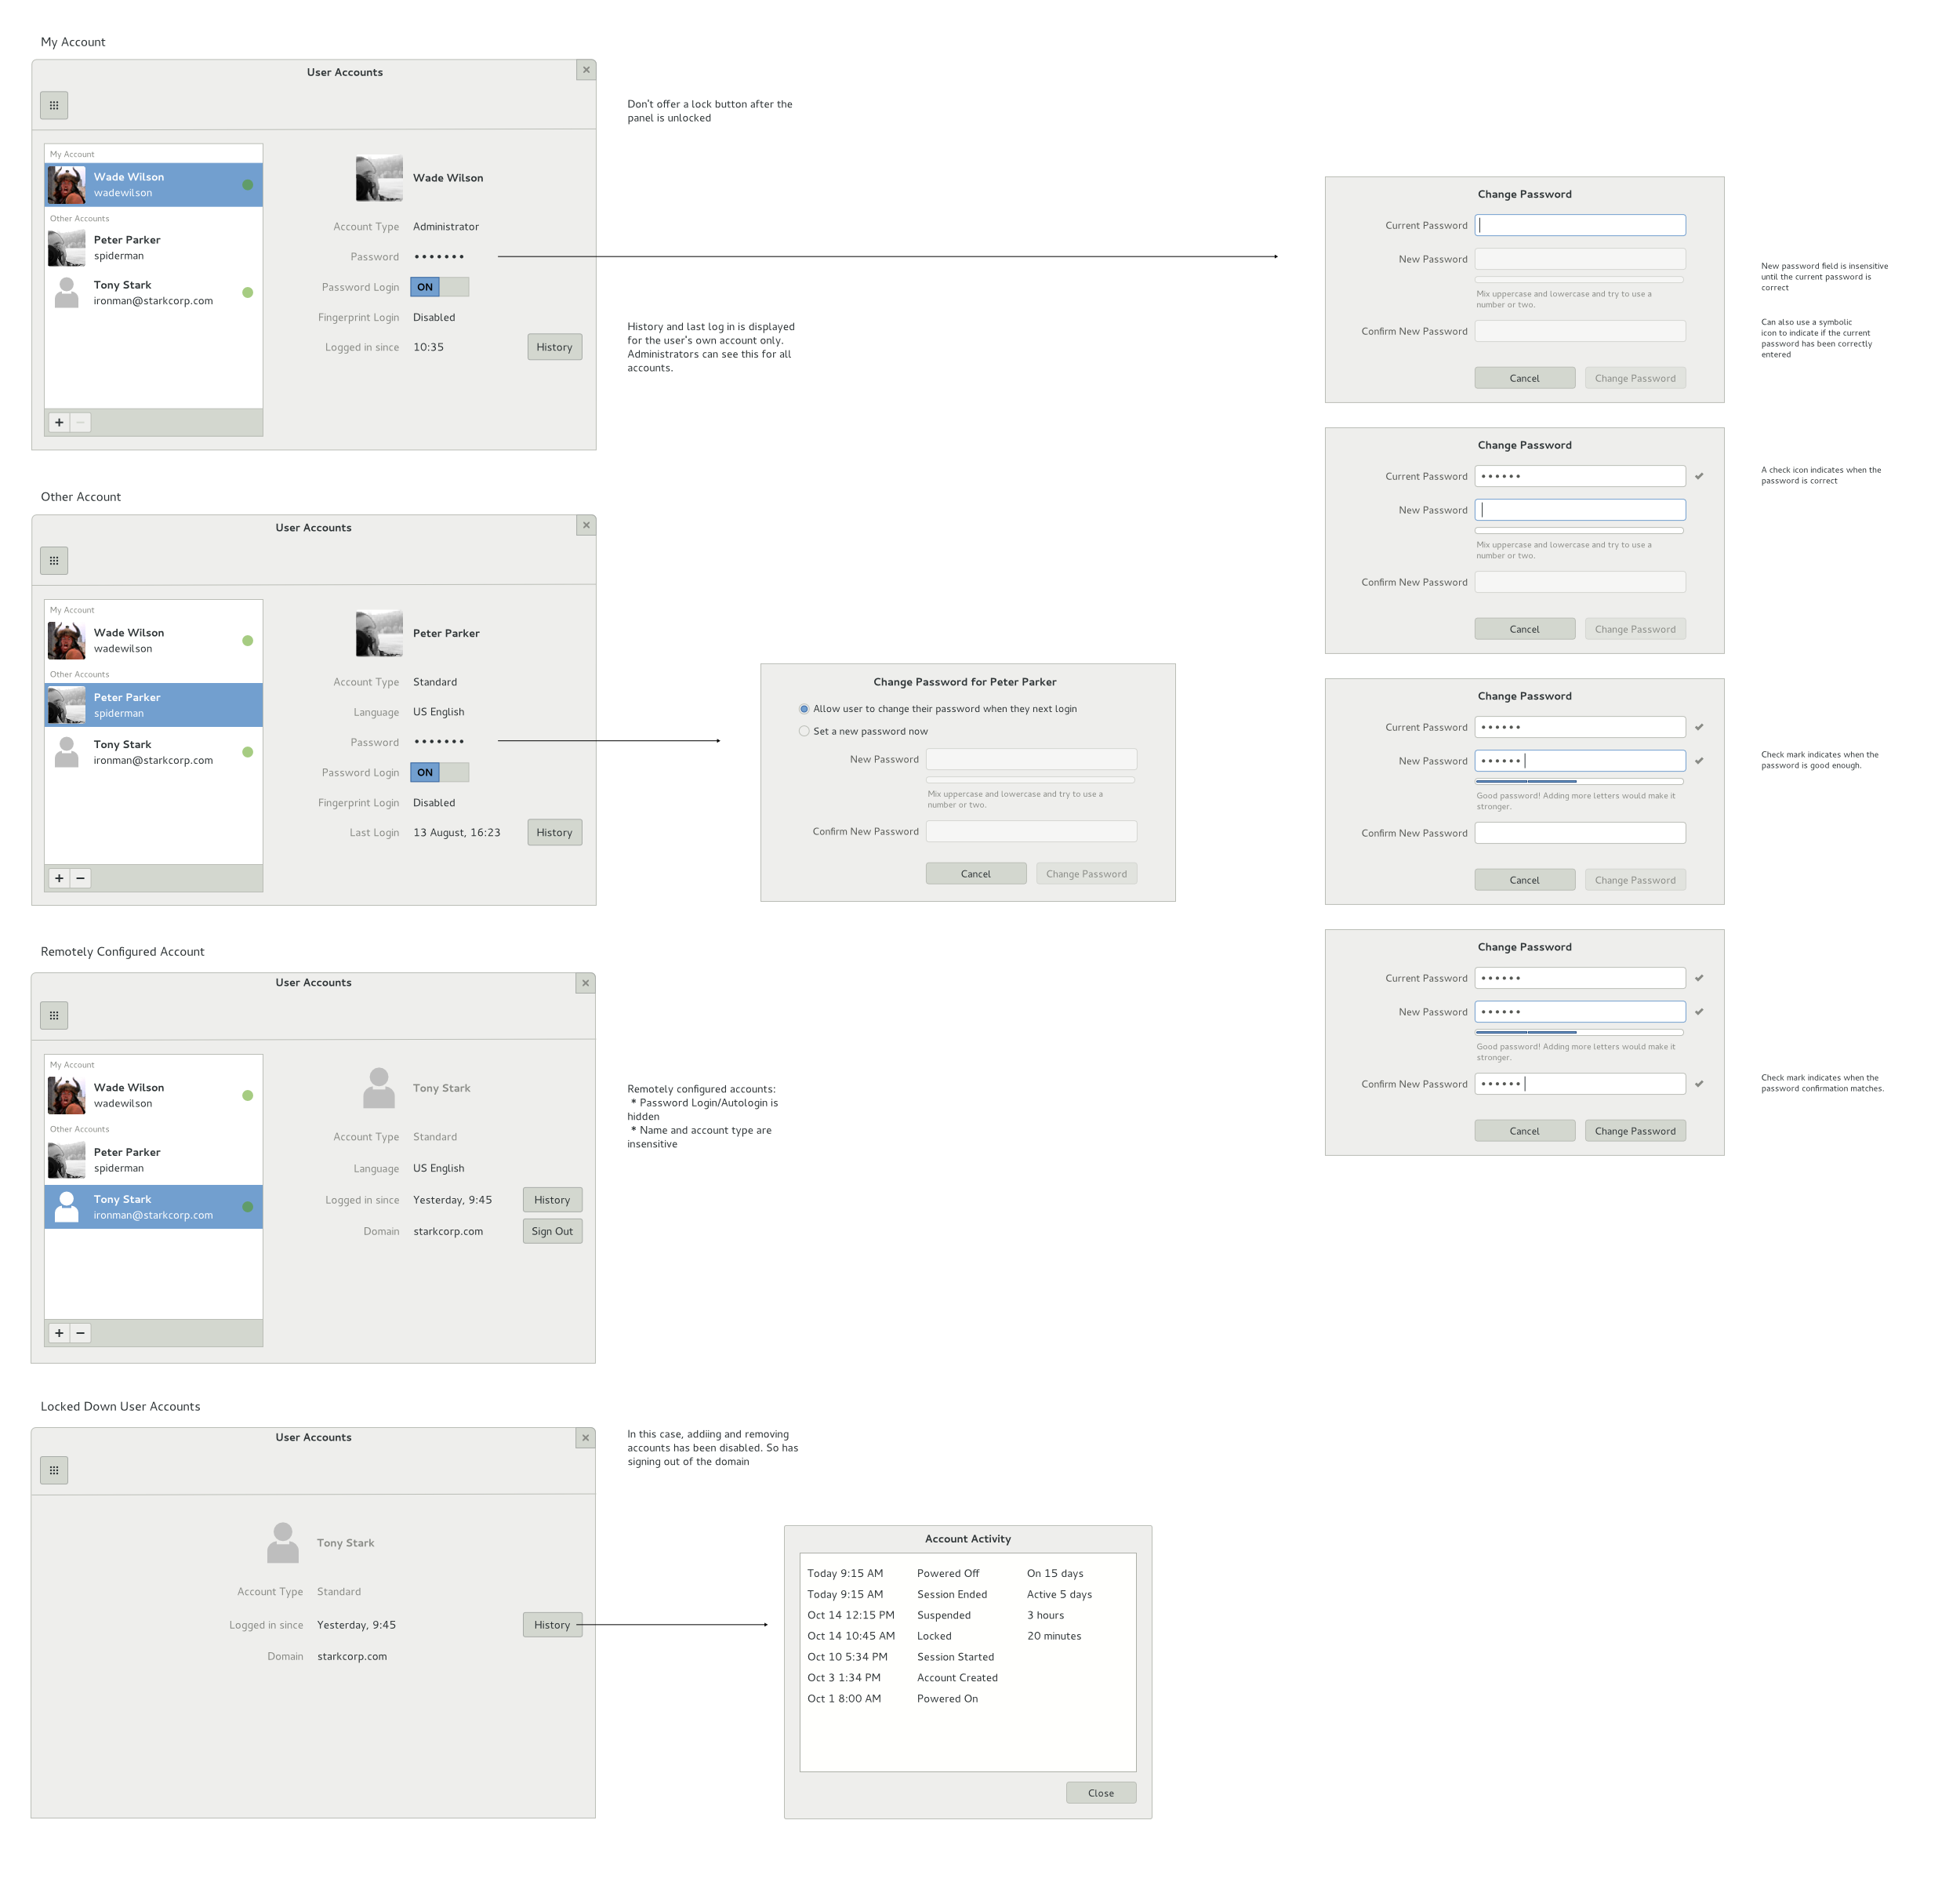 My Account
User Accounts
My Account
Wade Wilson
wadewilson
Other Accounts
Peter Parker
spiderman
Tony Stark
ironman@starkcorp.com
Wade Wilson
Account Type Administrator
Password •••••••
Password Login ON
Fingerprint Login Disabled
Logged in since 10:35 History
+ −
Don't offer a lock button after the
panel is unlocked
History and last log in is displayed
for the user's own account only.
Administrators can see this for all
accounts.
Change Password
Current Password
New Password
Mix uppercase and lowercase and try to use a
number or two.
Confirm New Password
Cancel Change Password
New password field is insensitive
until the current password is
correct
Can also use a symbolic
icon to indicate if the current
password has been correctly
entered
Change Password
Current Password ••••••
New Password
Mix uppercase and lowercase and try to use a
number or two.
Confirm New Password
Cancel Change Password
A check icon indicates when the
password is correct
Other Account
User Accounts
My Account
Wade Wilson
wadewilson
Other Accounts
Peter Parker
spiderman
Tony Stark
ironman@starkcorp.com
Peter Parker
Account Type Standard
Language US English
Password •••••••
Password Login ON
Fingerprint Login Disabled
Last Login 13 August, 16:23 History
+ −
Change Password for Peter Parker
Allow user to change their password when they next login
Set a new password now
New Password
Mix uppercase and lowercase and try to use a
number or two.
Confirm New Password
Cancel Change Password
Change Password
Current Password ••••••
New Password ••••••
Good password! Adding more letters would make it
stronger.
Confirm New Password
Cancel Change Password
Check mark indicates when the
password is good enough.
Remotely Configured Account
User Accounts
My Account
Wade Wilson
wadewilson
Other Accounts
Peter Parker
spiderman
Tony Stark
ironman@starkcorp.com
Tony Stark
Account Type Standard
Language US English
Logged in since Yesterday, 9:45 History
Domain starkcorp.com Sign Out
+ −
Remotely configured accounts:
* Password Login/Autologin is
hidden
* Name and account type are
insensitive
Change Password
Current Password ••••••
New Password ••••••
Good password! Adding more letters would make it
stronger.
Confirm New Password ••••••
Cancel Change Password
Check mark indicates when the
password confirmation matches.
Locked Down User Accounts
User Accounts
Tony Stark
Account Type Standard
Logged in since Yesterday, 9:45 History
Domain starkcorp.com
In this case, addiing and removing
accounts has been disabled. So has
signing out of the domain
Account Activity
Today 9:15 AM Powered Off On 15 days
Today 9:15 AM Session Ended Active 5 days
Oct 14 12:15 PM Suspended 3 hours
Oct 14 10:45 AM Locked 20 minutes
Oct 10 5:34 PM Session Started
Oct 3 1:34 PM Account Created
Oct 1 8:00 AM Powered On
Close